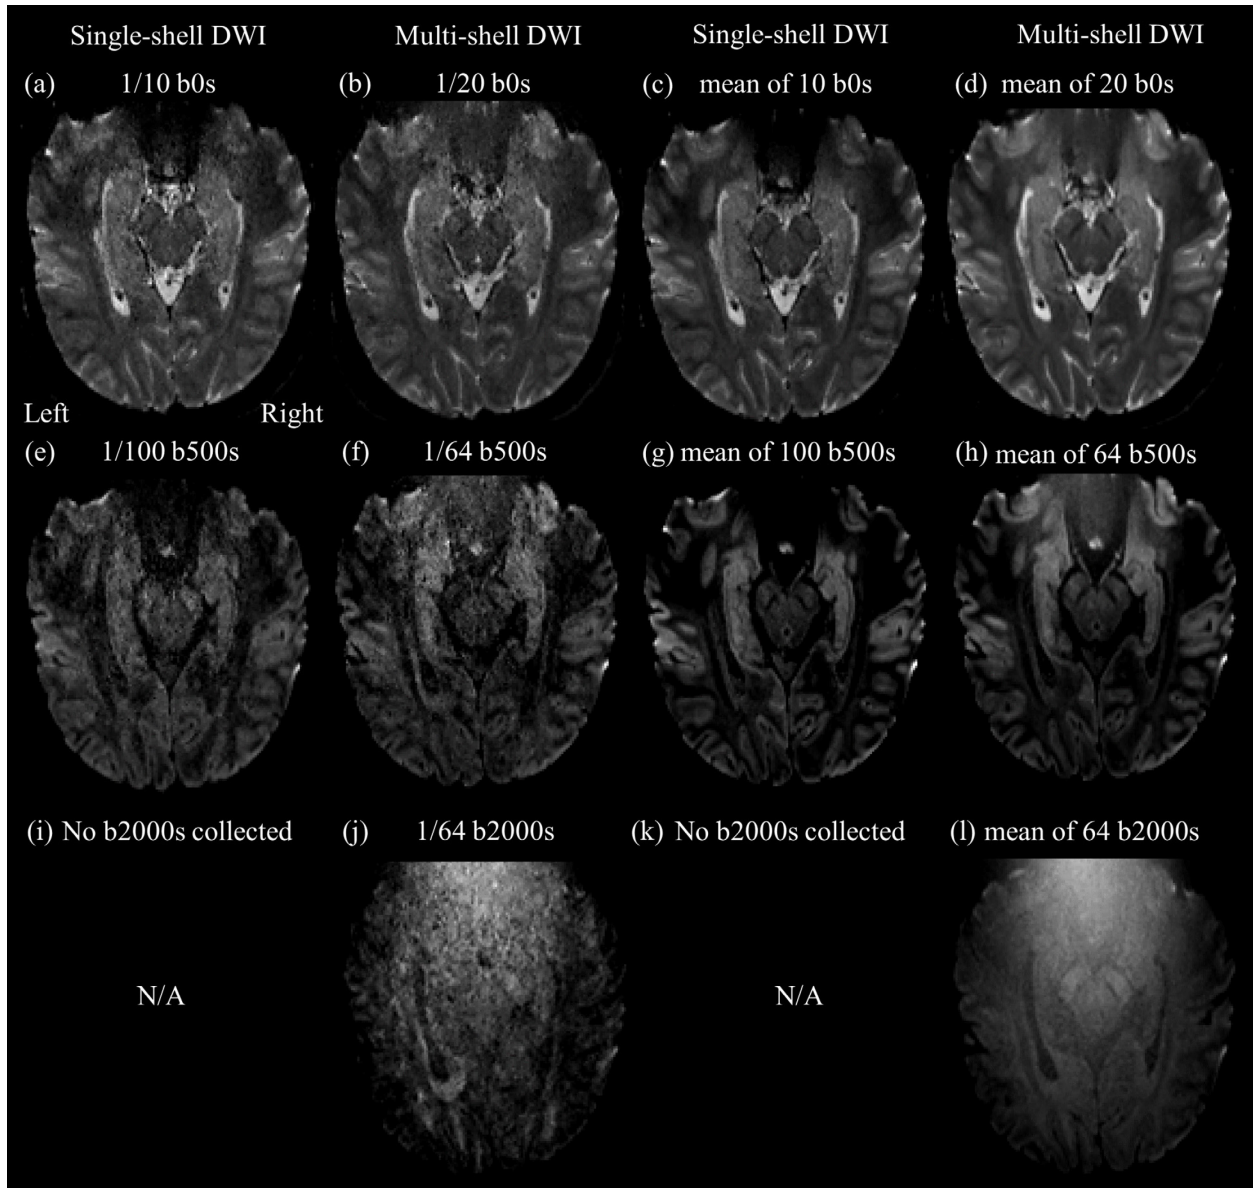 Single-shell DWI Multi-shell DWI Single-shell DWI Multi-shell DWI
(a) 1/10 b0s (b) 1/20 b0s (c) mean of 10 b0s (d) mean of 20 b0s
Left Right
(e) 1/100 b500s (f) 1/64 b500s (g) mean of 100 b500s (h) mean of 64 b500s
(i) No b2000s collected (j) 1/64 b2000s (k) No b2000s collected (l) mean of 64 b2000s
N/A N/A